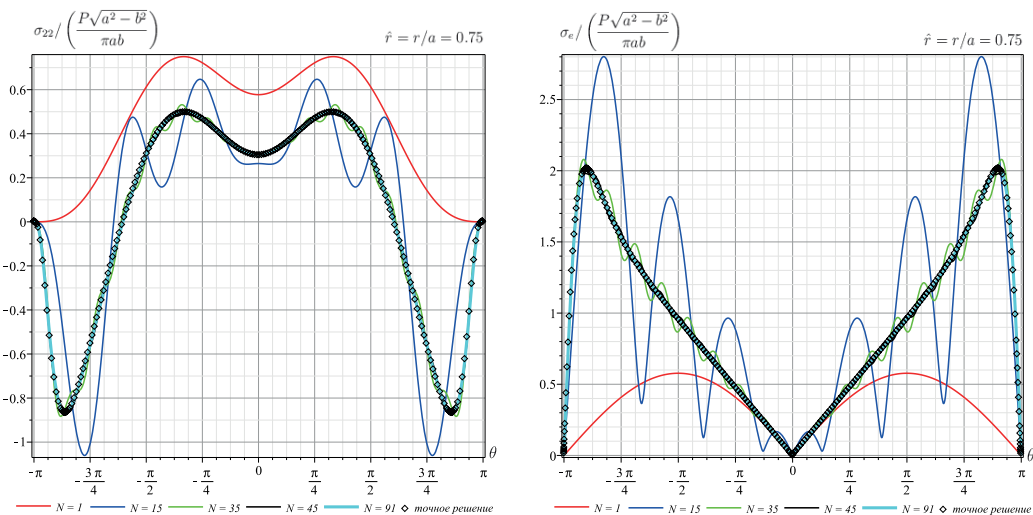 σ₂₂/(P√(a² − b²)/πab)
r̂ = r/a = 0.75
0.6
0.4
0.2
0
−0.2
−0.4
−0.6
−0.8
−1
-π −3π/4 −π/2 −π/4 0 π/4 π/2 3π/4 π θ
N = 1 N = 15 N = 35 N = 45 N = 91 точное решение
σₑ/(P√(a² − b²)/πab)
r̂ = r/a = 0.75
2.5
2
1.5
1
0.5
0
-π −3π/4 −π/2 −π/4 0 π/4 π/2 3π/4 π θ
N = 1 N = 15 N = 35 N = 45 N = 91 точное решение